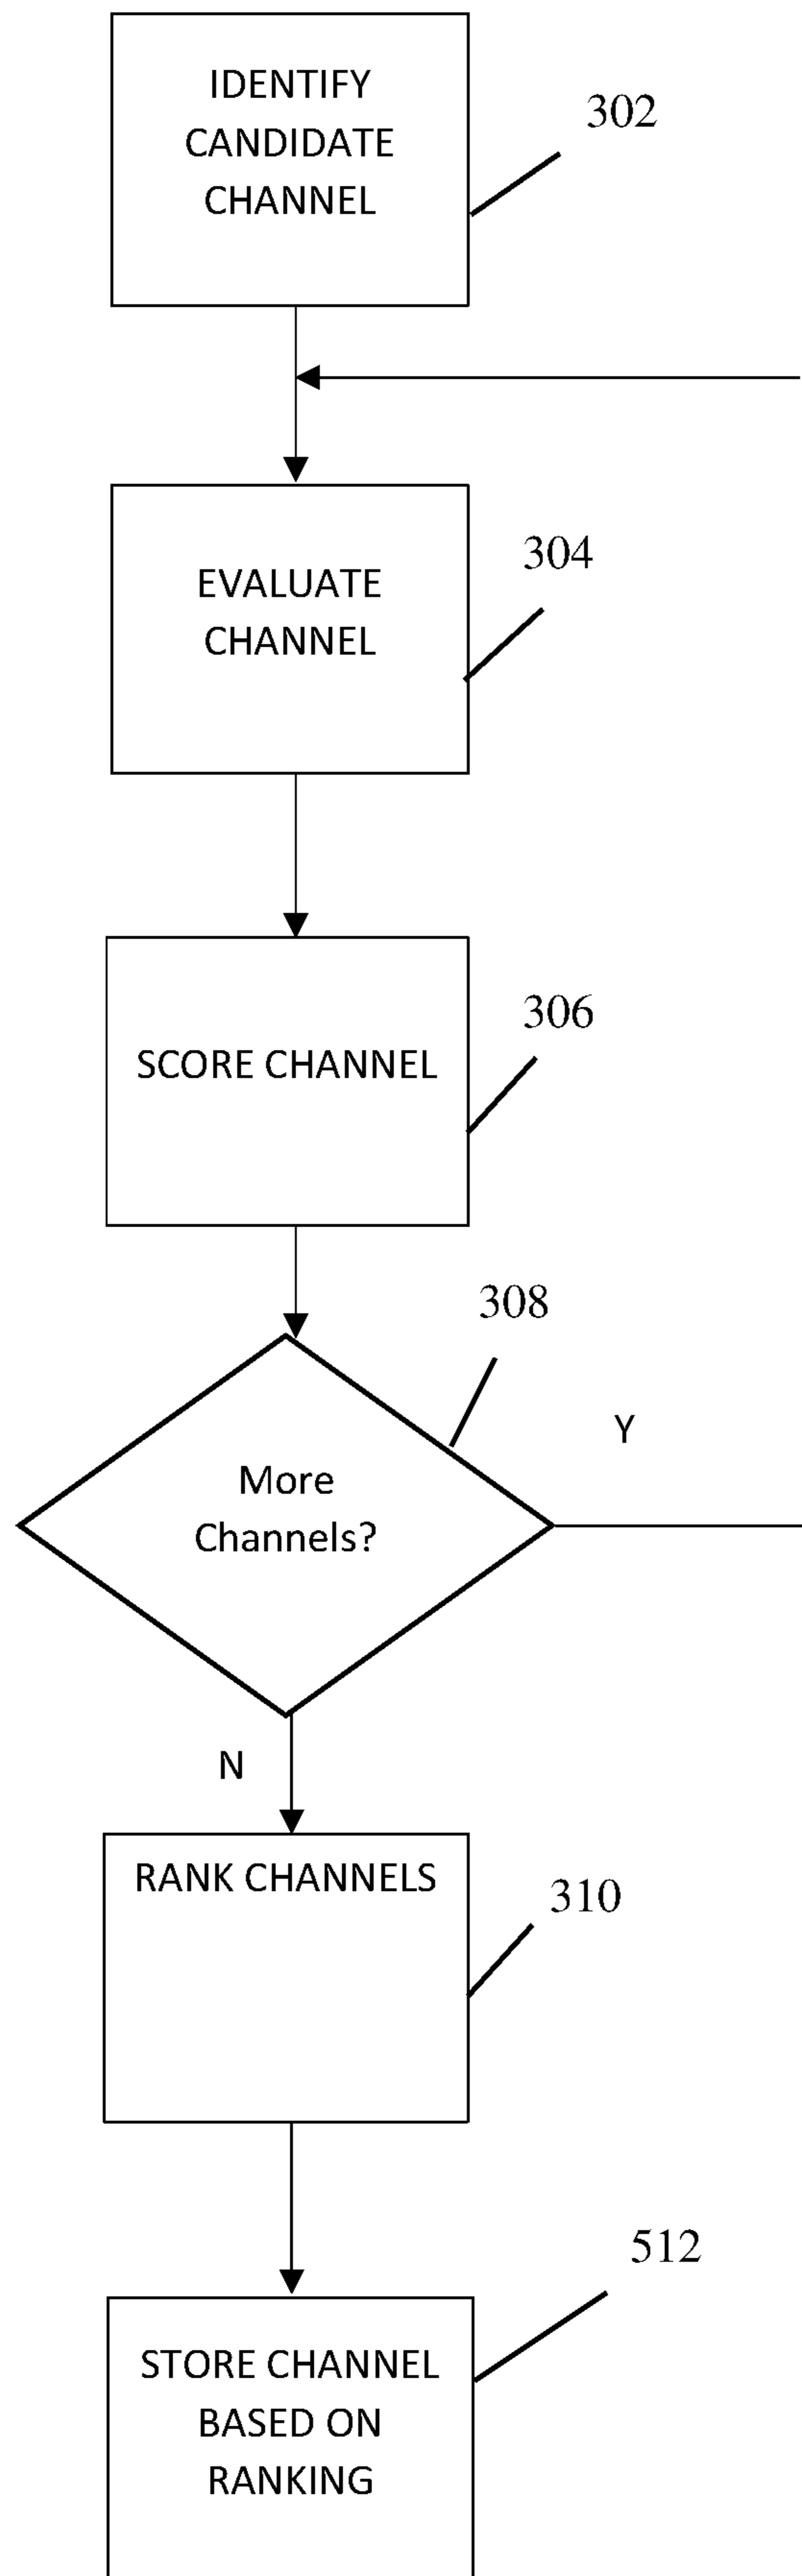 IDENTIFY
CANDIDATE
CHANNEL
302
EVALUATE
CHANNEL
304
SCORE CHANNEL
306
308
More
Channels?
Y
N
RANK CHANNELS
310
512
STORE CHANNEL
BASED ON
RANKING